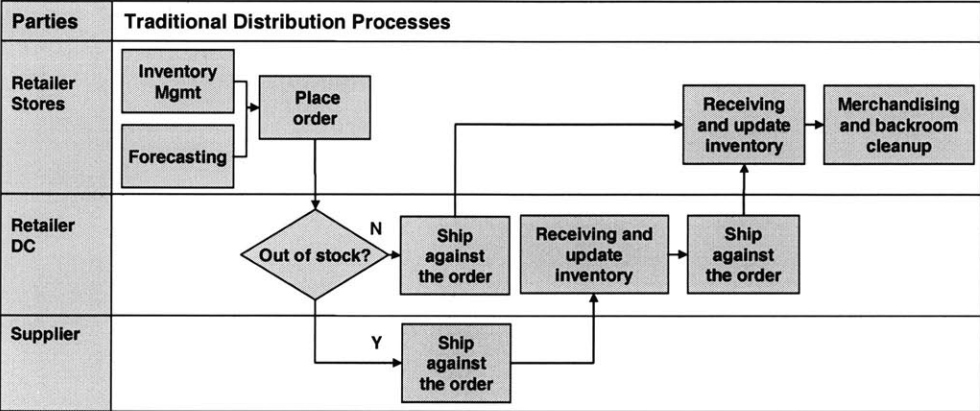 Parties
Traditional Distribution Processes
Retailer
Stores
Inventory
Mgmt
Forecasting
Place
order
Receiving
and update
inventory
Merchandising
and backroom
cleanup
Retailer
DC
Out of stock?
N
Ship
against
the order
Receiving and
update
inventory
Ship
against
the order
Supplier
Y
Ship
against
the order